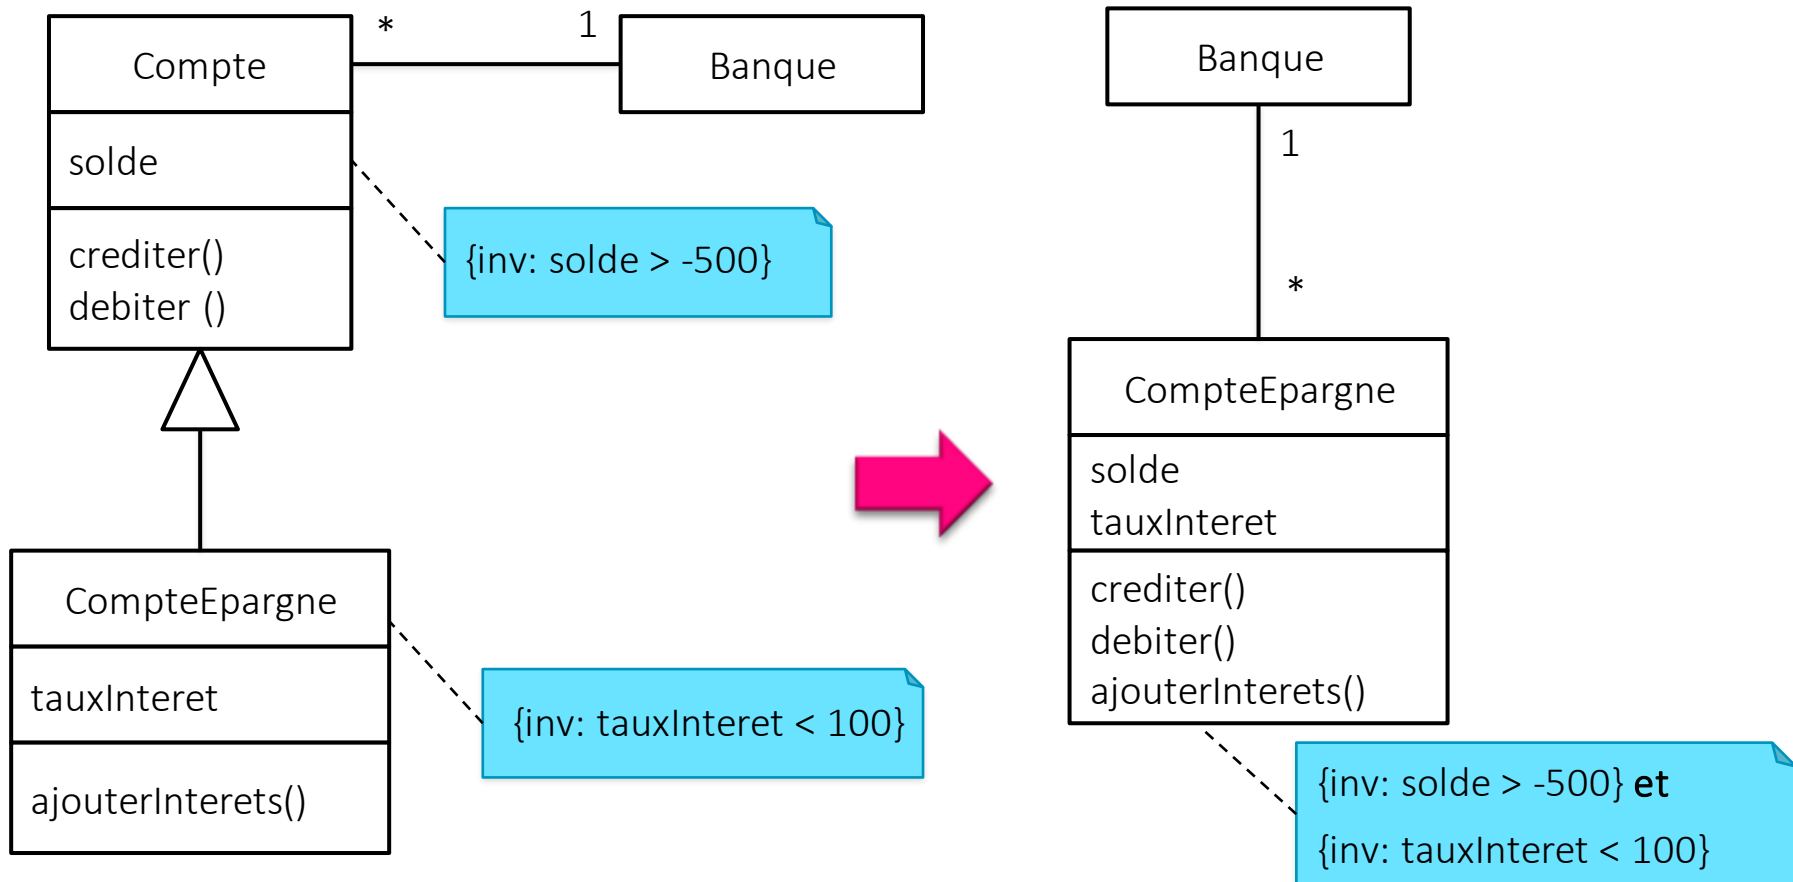 Compte
* 1
Banque
solde
crediter()
debiter ()
{inv: solde > -500}
CompteEpargne
tauxInteret
ajouterInterets()
{inv: tauxInteret < 100}
Banque
1
*
CompteEpargne
solde
tauxInteret
crediter()
debiter()
ajouterInterets()
{inv: solde > -500} et
{inv: tauxInteret < 100}